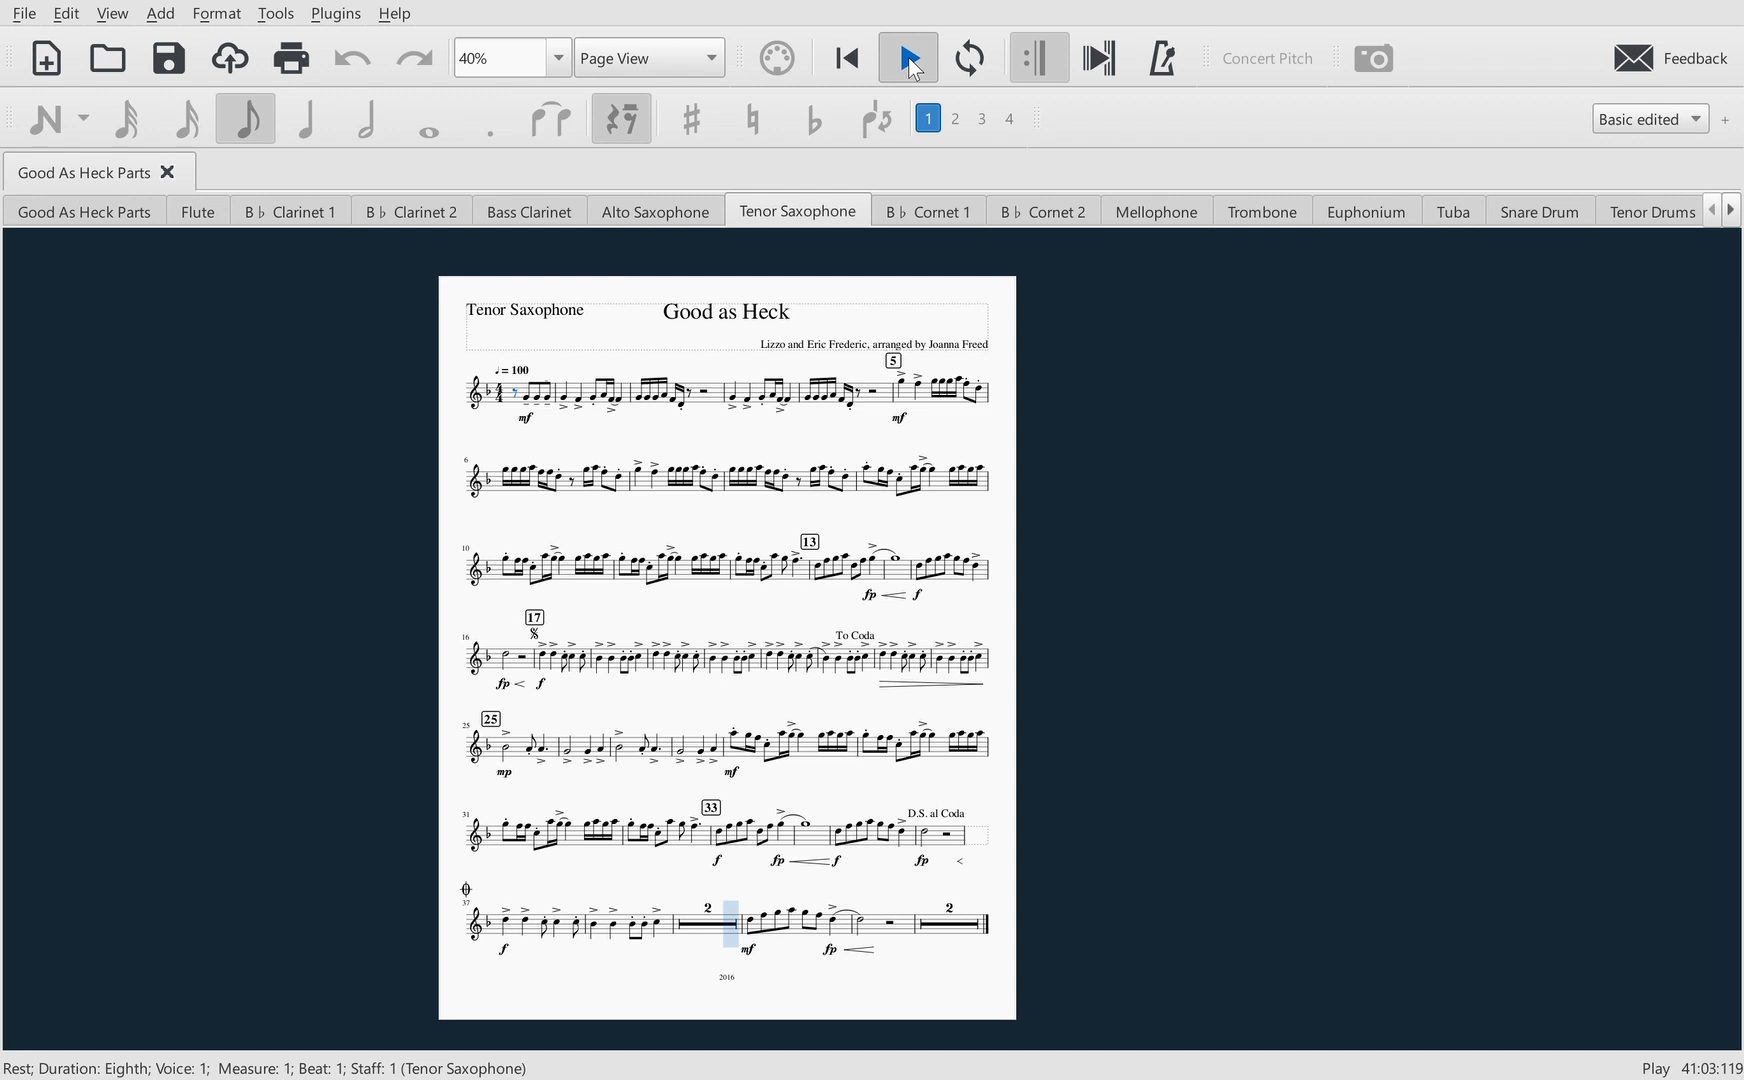 File Edit View Add Format Tools Plugins Help
40% Page View Concert Pitch Feedback
1 2 3 4 Basic edited +
Good As Heck Parts
Good As Heck Parts Flute B♭ Clarinet 1 B♭ Clarinet 2 Bass Clarinet Alto Saxophone Tenor Saxophone B♭ Cornet 1 B♭ Cornet 2 Mellophone Trombone Euphonium Tuba Snare Drum Tenor Drums
Tenor Saxophone Good as Heck
Lizzo and Eric Frederic, arranged by Joanna Freed
♩ = 100 5
mf mf
6
10 13
fp f
17
16 To Coda
fp f
25
25
mp mf
33
31 D.S. al Coda
f fp f fp
37 2 2
f mf fp
2016
Rest; Duration: Eighth; Voice: 1; Measure: 1; Beat: 1; Staff: 1 (Tenor Saxophone) Play 41:03:119